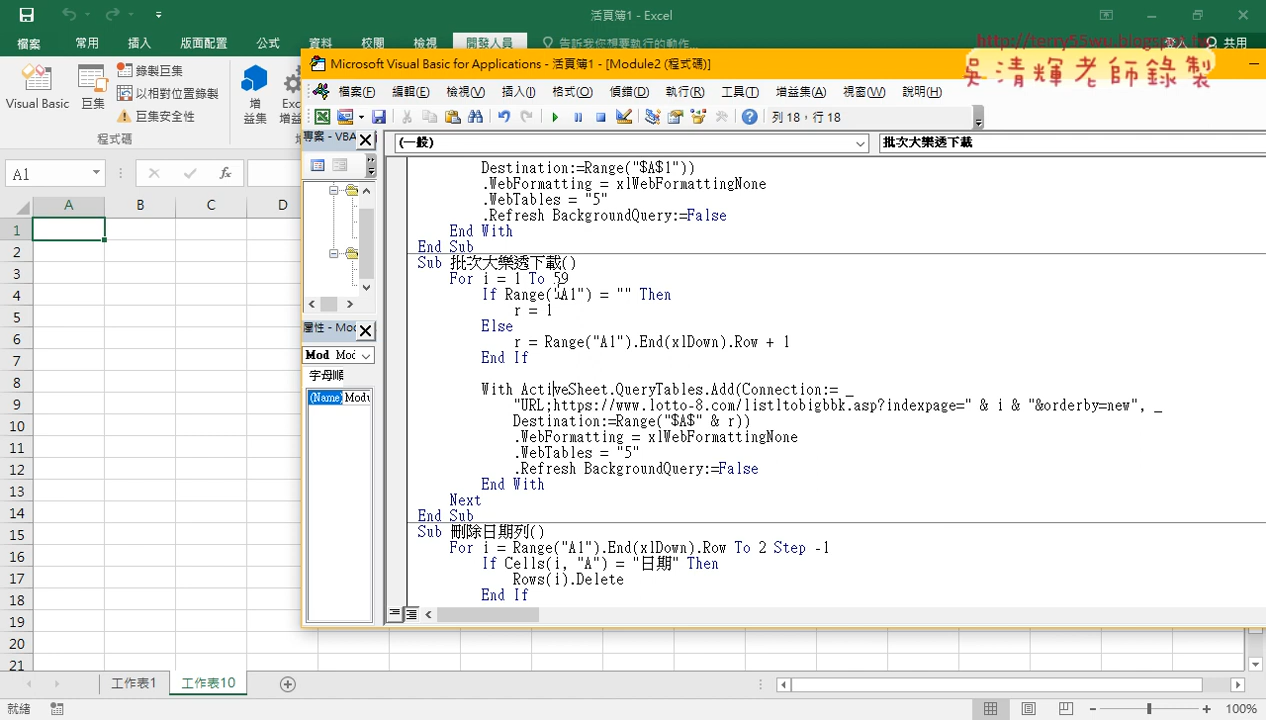 活頁簿1 - Excel
檔案 常用 插入 版面配置 公式 資料 校閱 檢視 開發人員 告訴我您想要執行的動作... 登入 共用
http://terry55wu.blogspot.tw
吳清輝老師錄製
Visual Basic 巨集 錄製巨集
以相對位置錄製
巨集安全性
增益集
程式碼
Microsoft Visual Basic for Applications - 活頁簿1 - [Module2 (程式碼)]
檔案(F) 編輯(E) 檢視(V) 插入(I) 格式(O) 偵錯(D) 執行(R) 工具(T) 增益集(A) 視窗(W) 說明(H)
列 18，行 18
專案 - VBA
(一般) 批次大樂透下載
A1
A B C D
1
2
3
4
5
6
7
8
9
10
11
12
13
14
15
16
17
18
19
20
21
屬性 - Mod
Mod Mod
字母順
(Name) Modu
Destination:=Range("$A$1"))
.WebFormatting = xlWebFormattingNone
.WebTables = "5"
.Refresh BackgroundQuery:=False
End With
End Sub
Sub 批次大樂透下載()
For i = 1 To 59
If Range("A1") = "" Then
r = 1
Else
r = Range("A1").End(xlDown).Row + 1
End If
With ActiveSheet.QueryTables.Add(Connection:= _
"URL;https://www.lotto-8.com/listltobigbbk.asp?indexpage=" & i & "&orderby=new", _
Destination:=Range("$A$" & r))
.WebFormatting = xlWebFormattingNone
.WebTables = "5"
.Refresh BackgroundQuery:=False
End With
Next
End Sub
Sub 刪除日期列()
For i = Range("A1").End(xlDown).Row To 2 Step -1
If Cells(i, "A") = "日期" Then
Rows(i).Delete
End If
工作表1 工作表10
就緒 100%